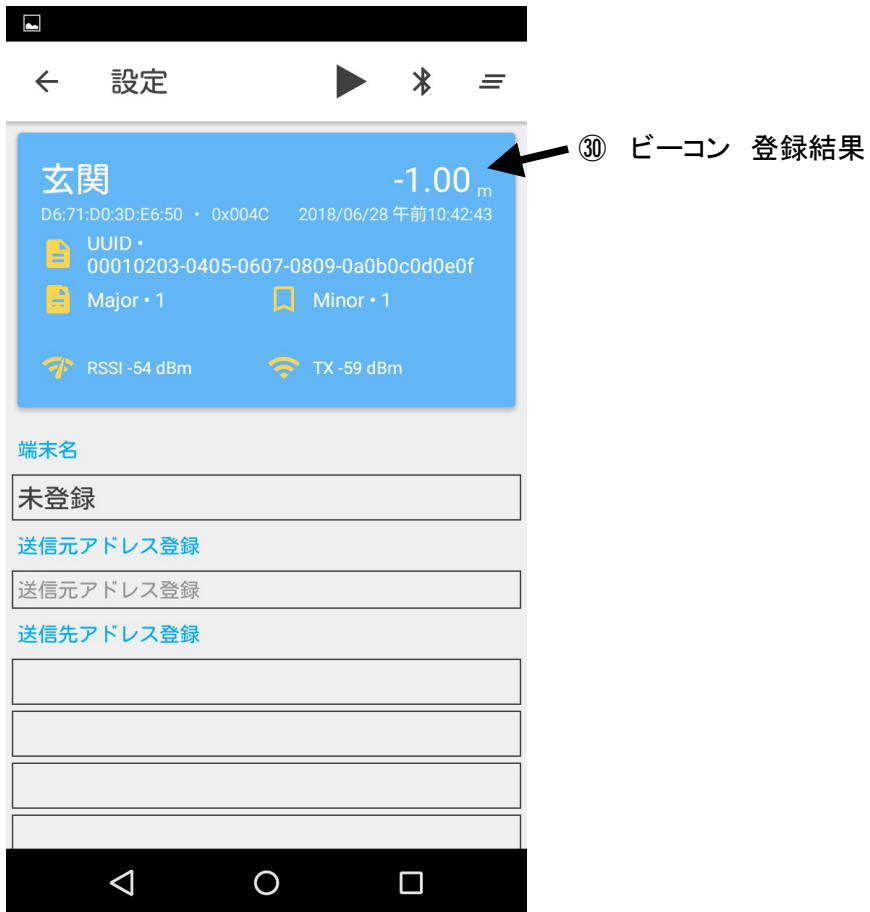 設定
㉚ ビーコン 登録結果
玄関 -1.00 m
D6:71:D0:3D:E6:50 • 0x004C 2018/06/28 午前10:42:43
UUID •
00010203-0405-0607-0809-0a0b0c0d0e0f
Major • 1 Minor • 1
RSSI -54 dBm TX -59 dBm
端末名
未登録
送信元アドレス登録
送信元アドレス登録
送信先アドレス登録